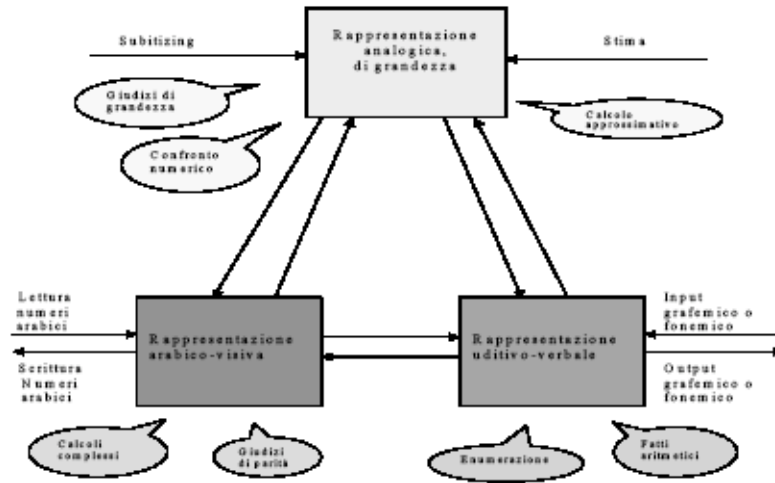 Subitizing
Rappresentazione
analogica,
di grandezza
Stima
Giudizi di
grandezza
Calcolo
approssimativo
Confronto
numerico
Lettura
numeri
arabici
Rappresentazione
arabico-visiva
Rappresentazione
uditivo-verbale
Input
grafemico o
fonemico
Scrittura
Numeri
arabici
Output
grafemico o
fonemico
Calcoli
complessi
Giudizi
di parità
Enumerazione
Fatti
aritmetici